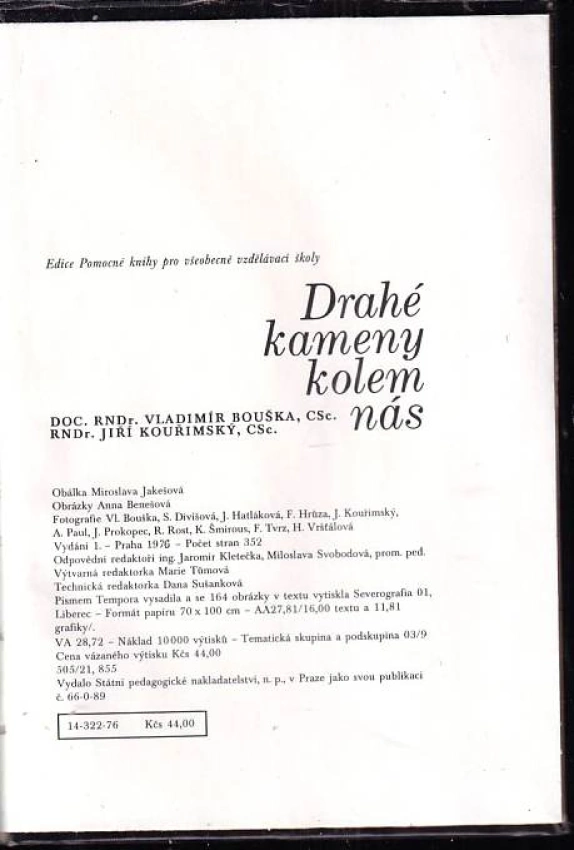 Edice Pomocné knihy pro všeobecně vzdělávací školy
Drahé
kameny
kolem
nás
DOC. RNDr. VLADIMÍR BOUŠKA, CSc.
RNDr. JIŘÍ KOUŘIMSKÝ, CSc.
Obálka Miroslava Jakešová
Obrázky Anna Benešová
Fotografie Vl. Bouška, S. Divišová, J. Hatláková, F. Hrůza, J. Kouřimský,
A. Paul, J. Prokopec, R. Rost, K. Šmirous, F. Tvrz, H. Vršťálová
Vydání 1. – Praha 1976 – Počet stran 352
Odpovědní redaktoři ing. Jaromír Kletečka, Miloslava Svobodová, prom. ped.
Výtvarná redaktorka Marie Tůmová
Technická redaktorka Dana Sušanková
Písmem Tempora vysadila a se 164 obrázky v textu vytiskla Severografia 01,
Liberec – Formát papíru 70 x 100 cm – AA27,81/16,00 textu a 11,81
grafiky/.
VA 28,72 – Náklad 10000 výtisků – Tematická skupina a podskupina 03/9
Cena vázaného výtisku Kčs 44,00
505/21, 855
Vydalo Státní pedagogické nakladatelství, n. p., v Praze jako svou publikaci
č. 66-0-89
14-322-76 Kčs 44,00